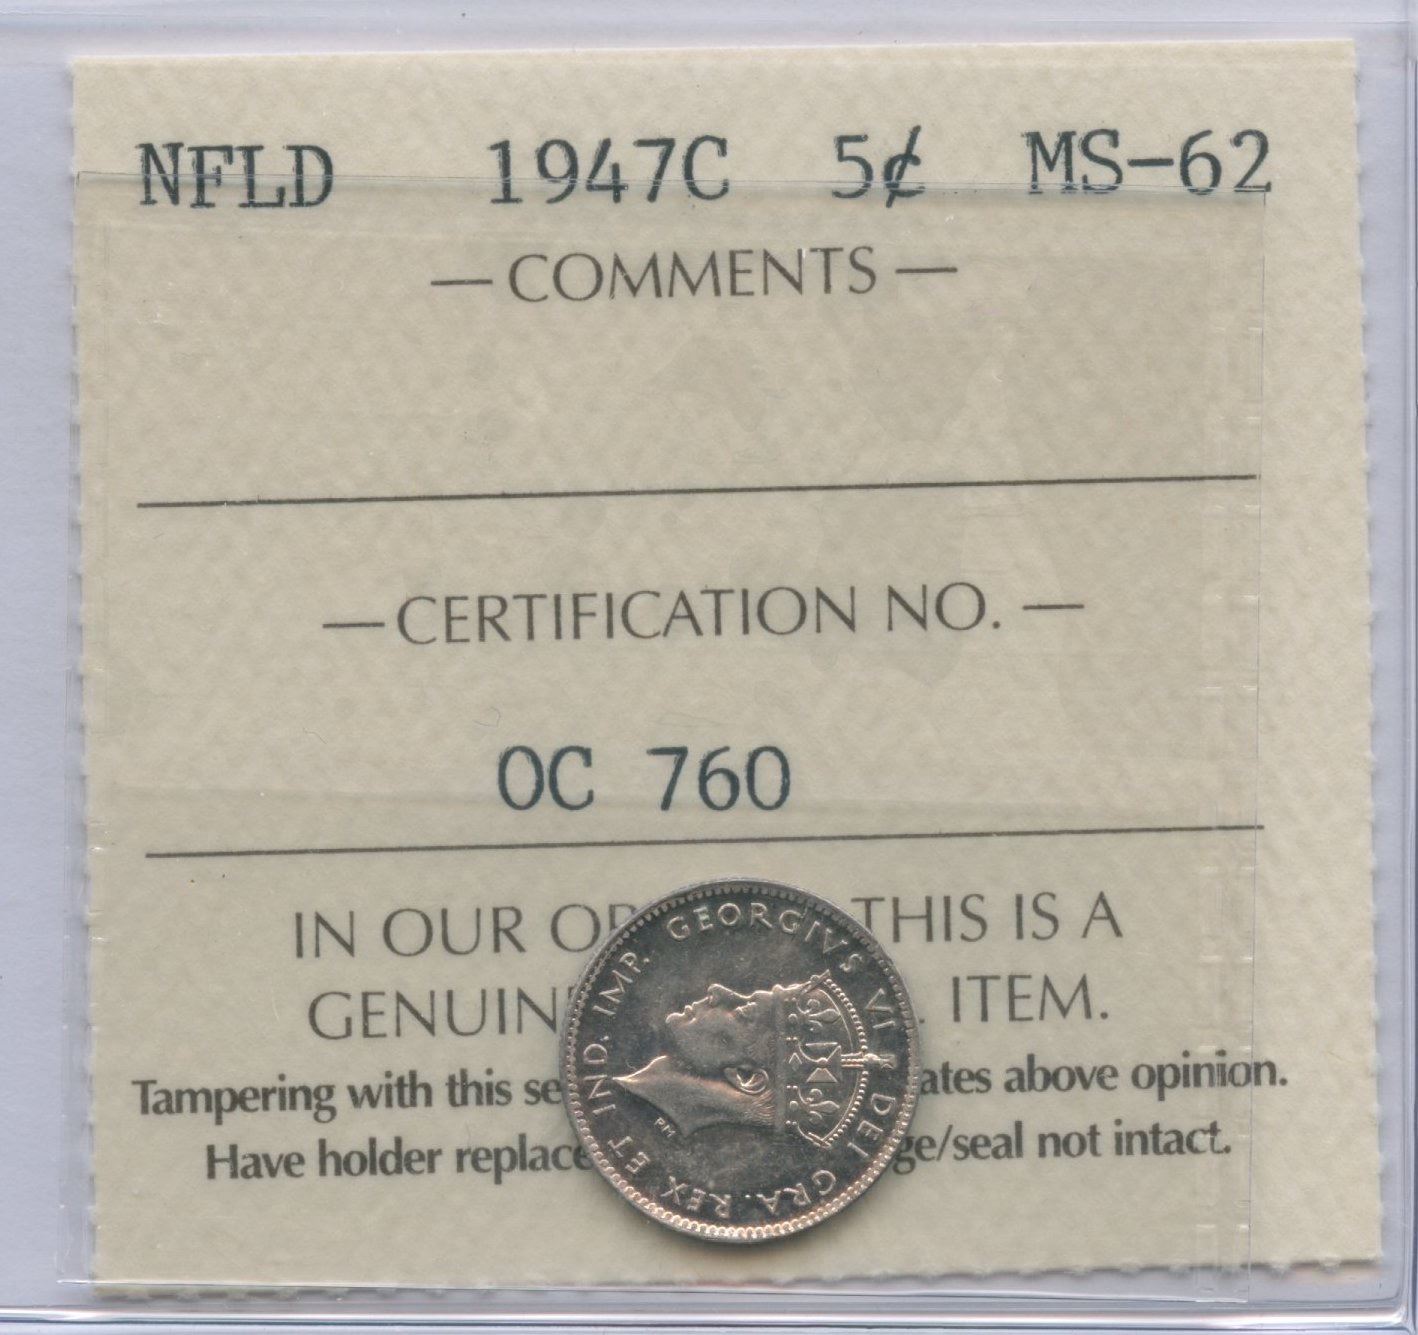 NFLD 1947C 5¢ MS-62
— COMMENTS —
— CERTIFICATION NO. —
OC 760
IN OUR OP THIS IS A
GENUIN ITEM.
Tampering with this se ates above opinion.
Have holder replace ge/seal not intact.
GEORGIVS VI DEI GRA. REX ET IND. IMP.
PM